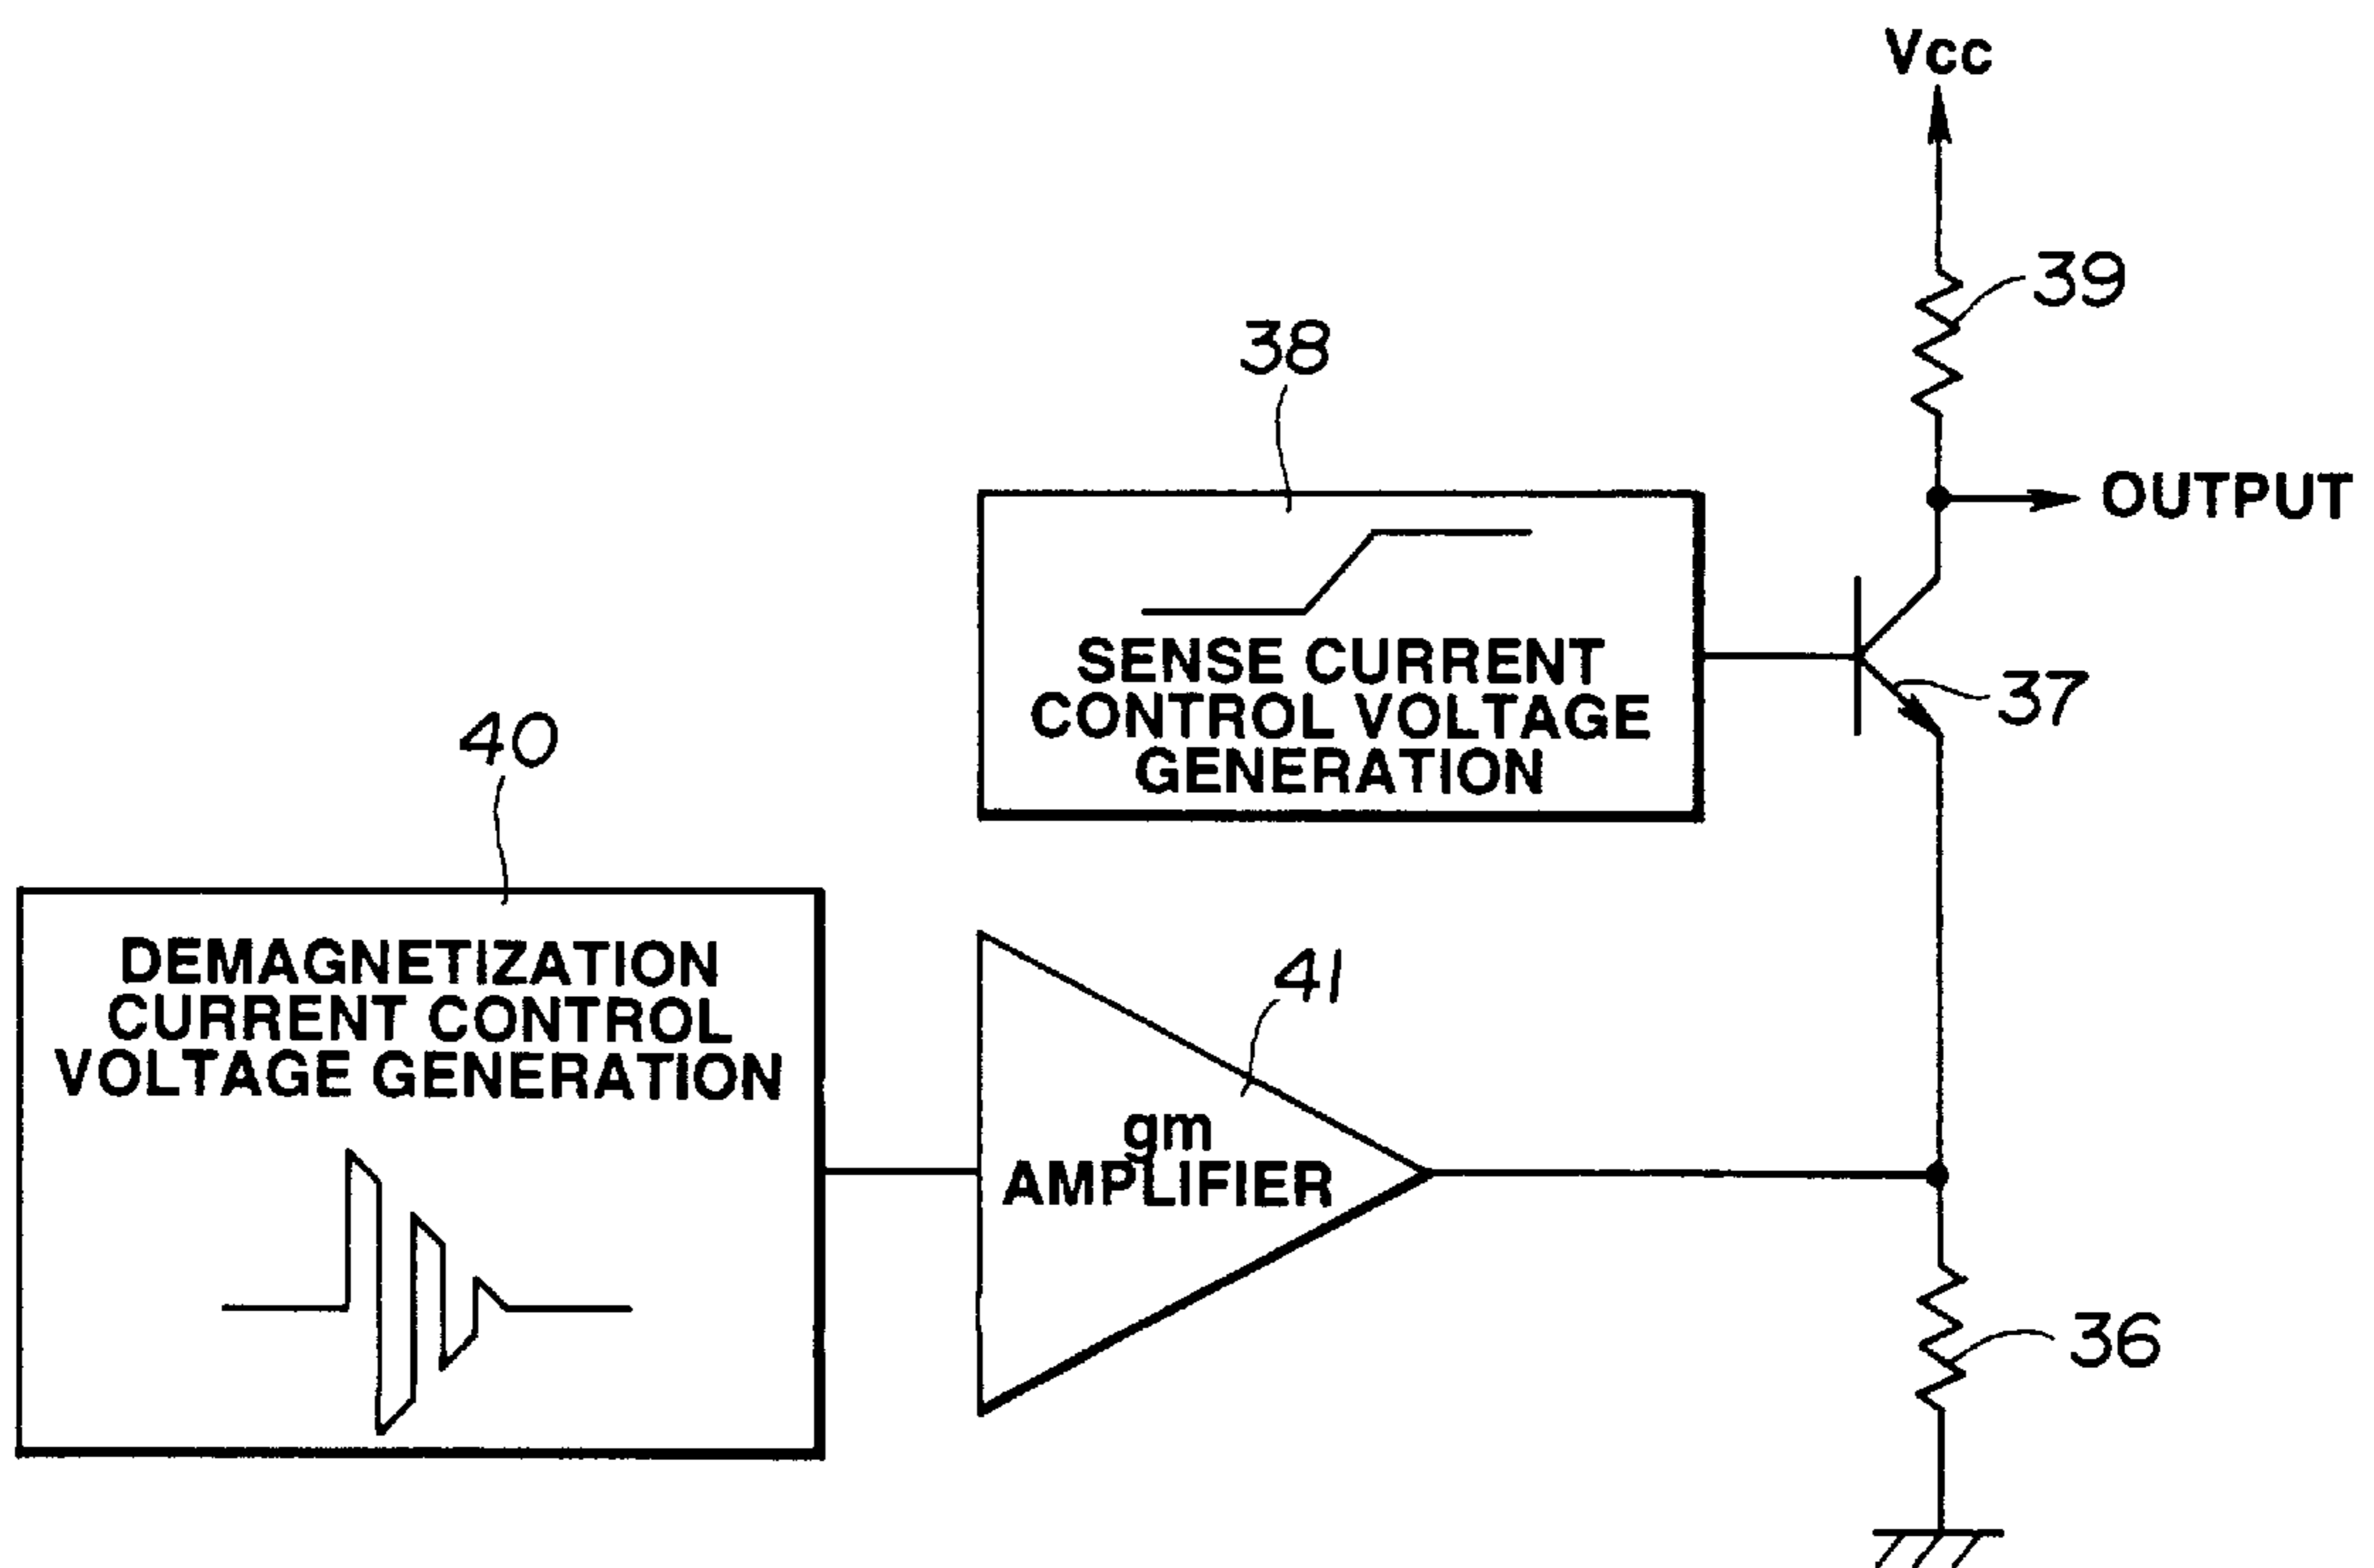 Vcc
39
38
OUTPUT
SENSE CURRENT
CONTROL VOLTAGE
GENERATION
37
40
DEMAGNETIZATION
CURRENT CONTROL
VOLTAGE GENERATION
41
gm
AMPLIFIER
36